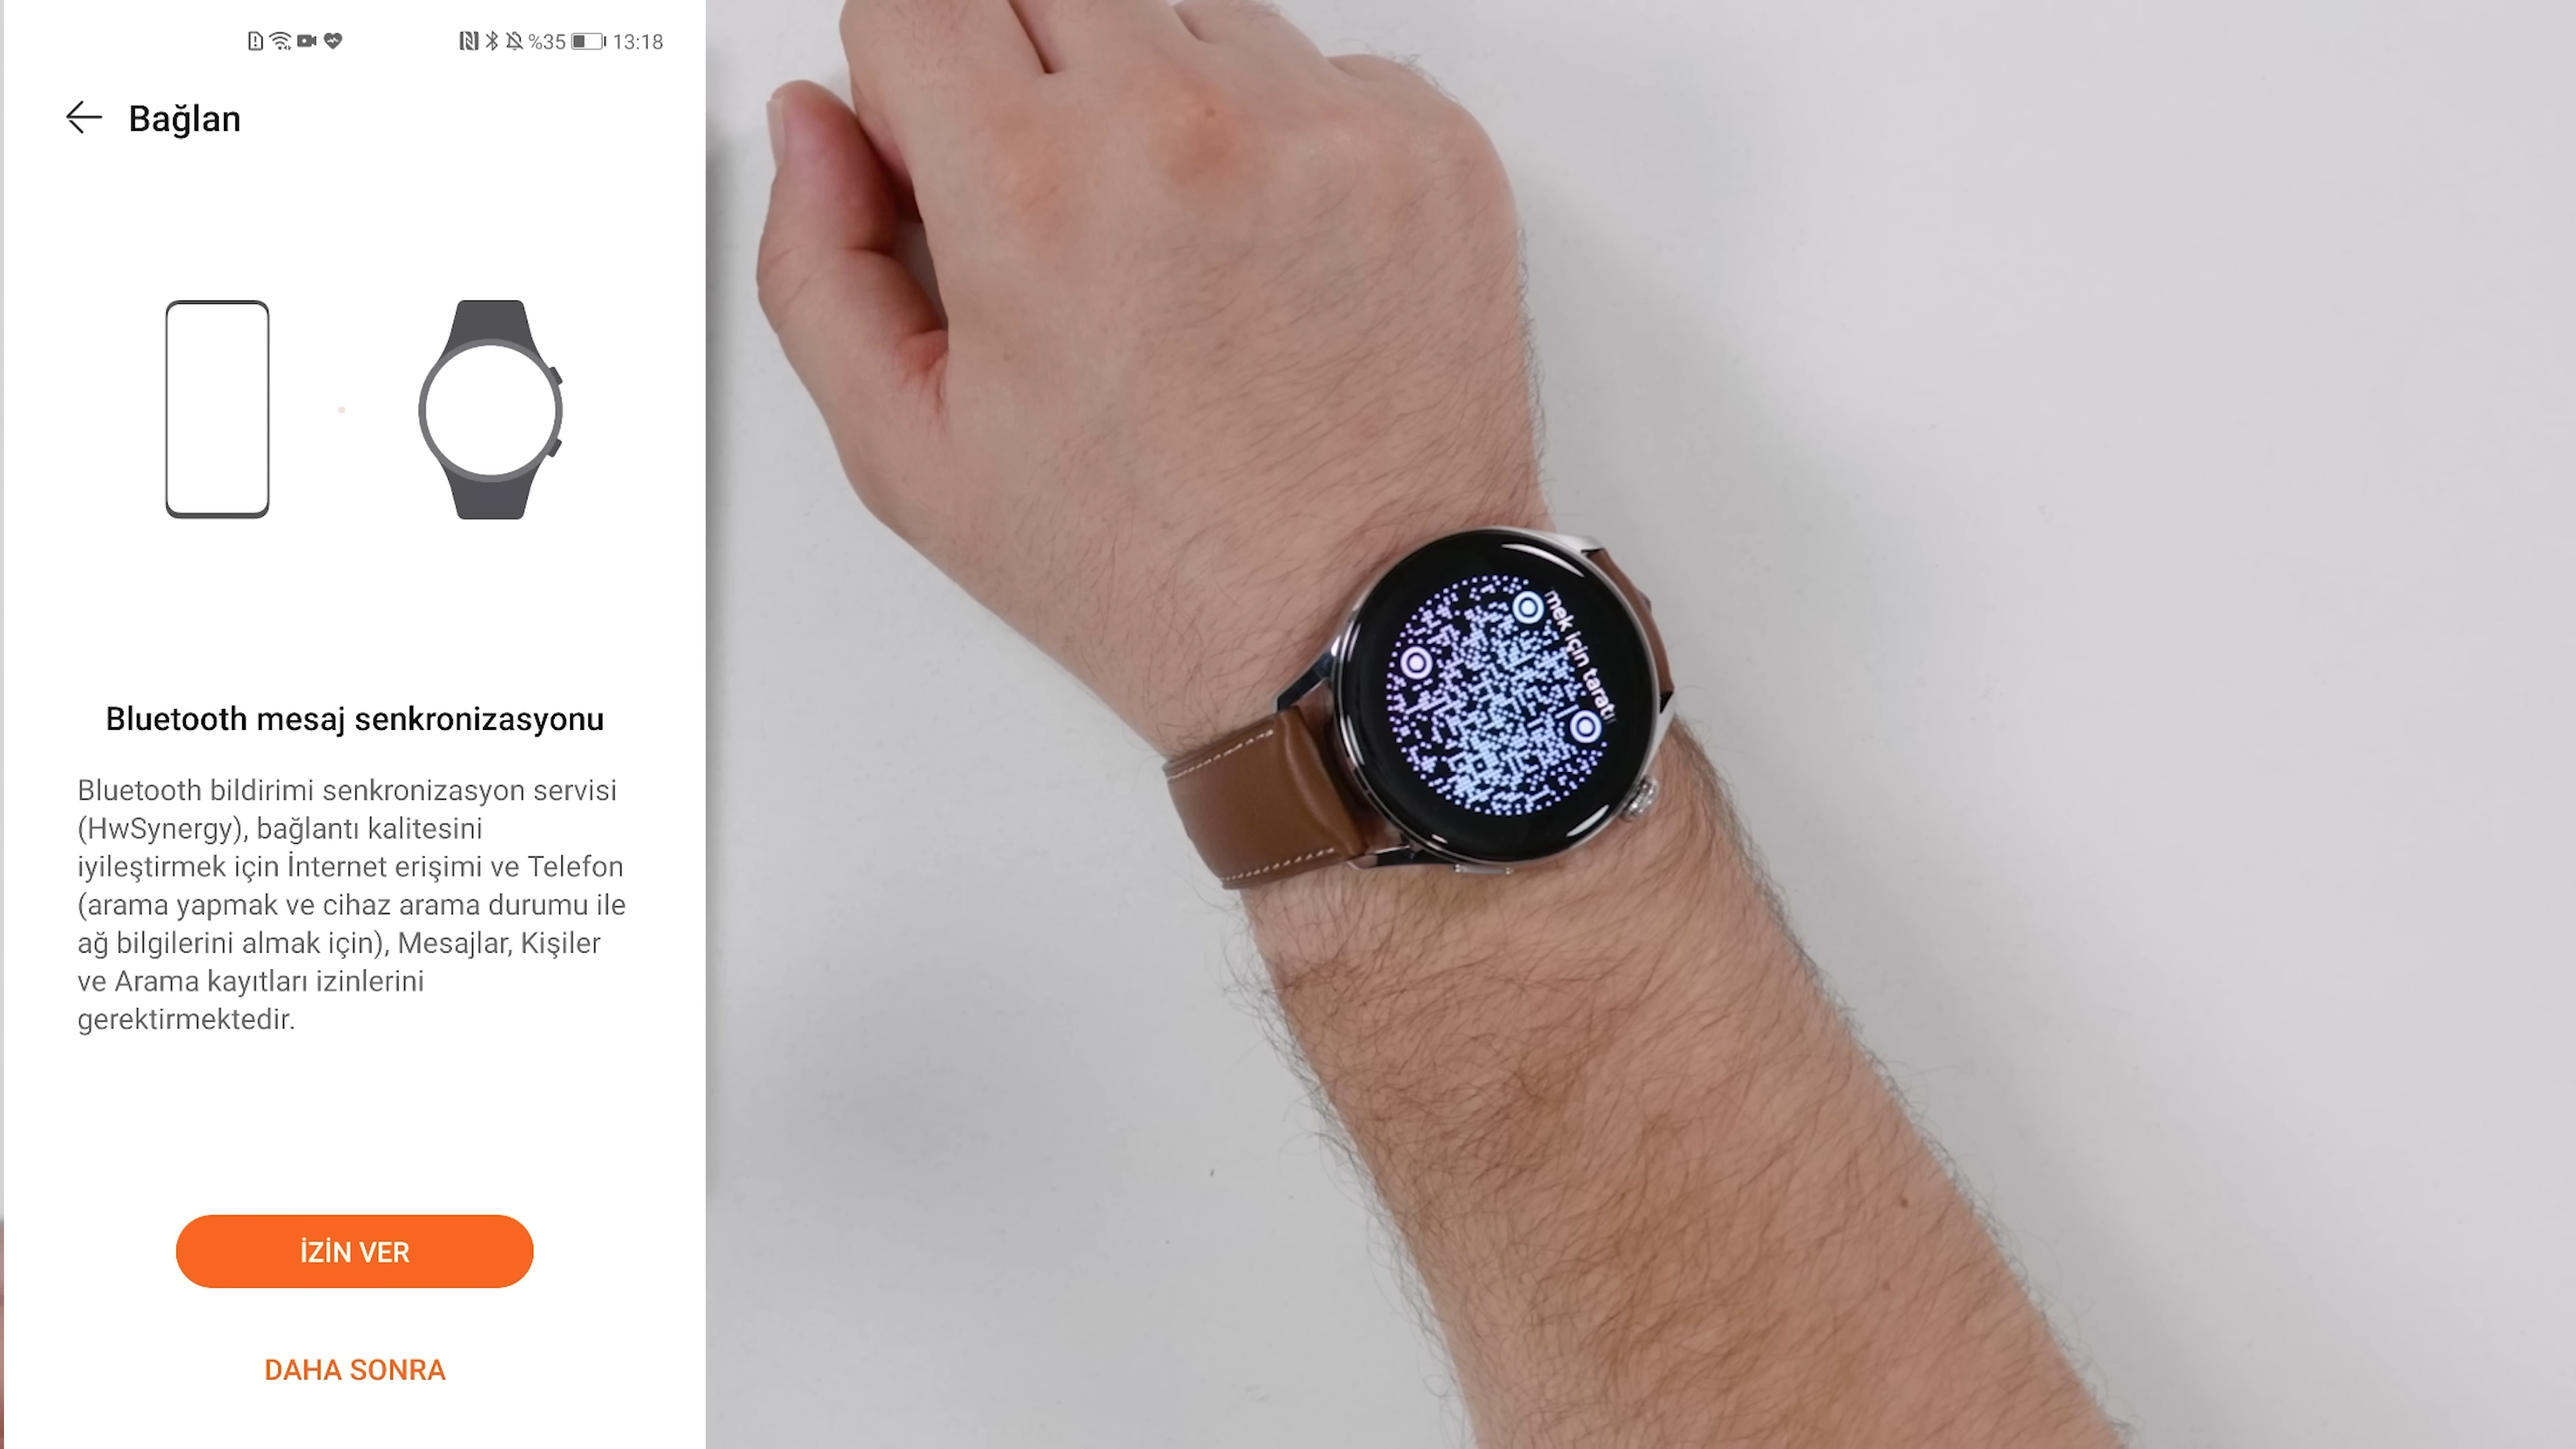 %35 13:18
Bağlan
Bluetooth mesaj senkronizasyonu
Bluetooth bildirimi senkronizasyon servisi
(HwSynergy), bağlantı kalitesini
iyileştirmek için İnternet erişimi ve Telefon
(arama yapmak ve cihaz arama durumu ile
ağ bilgilerini almak için), Mesajlar, Kişiler
ve Arama kayıtları izinlerini
gerektirmektedir.
İZİN VER
DAHA SONRA
mek için taratı